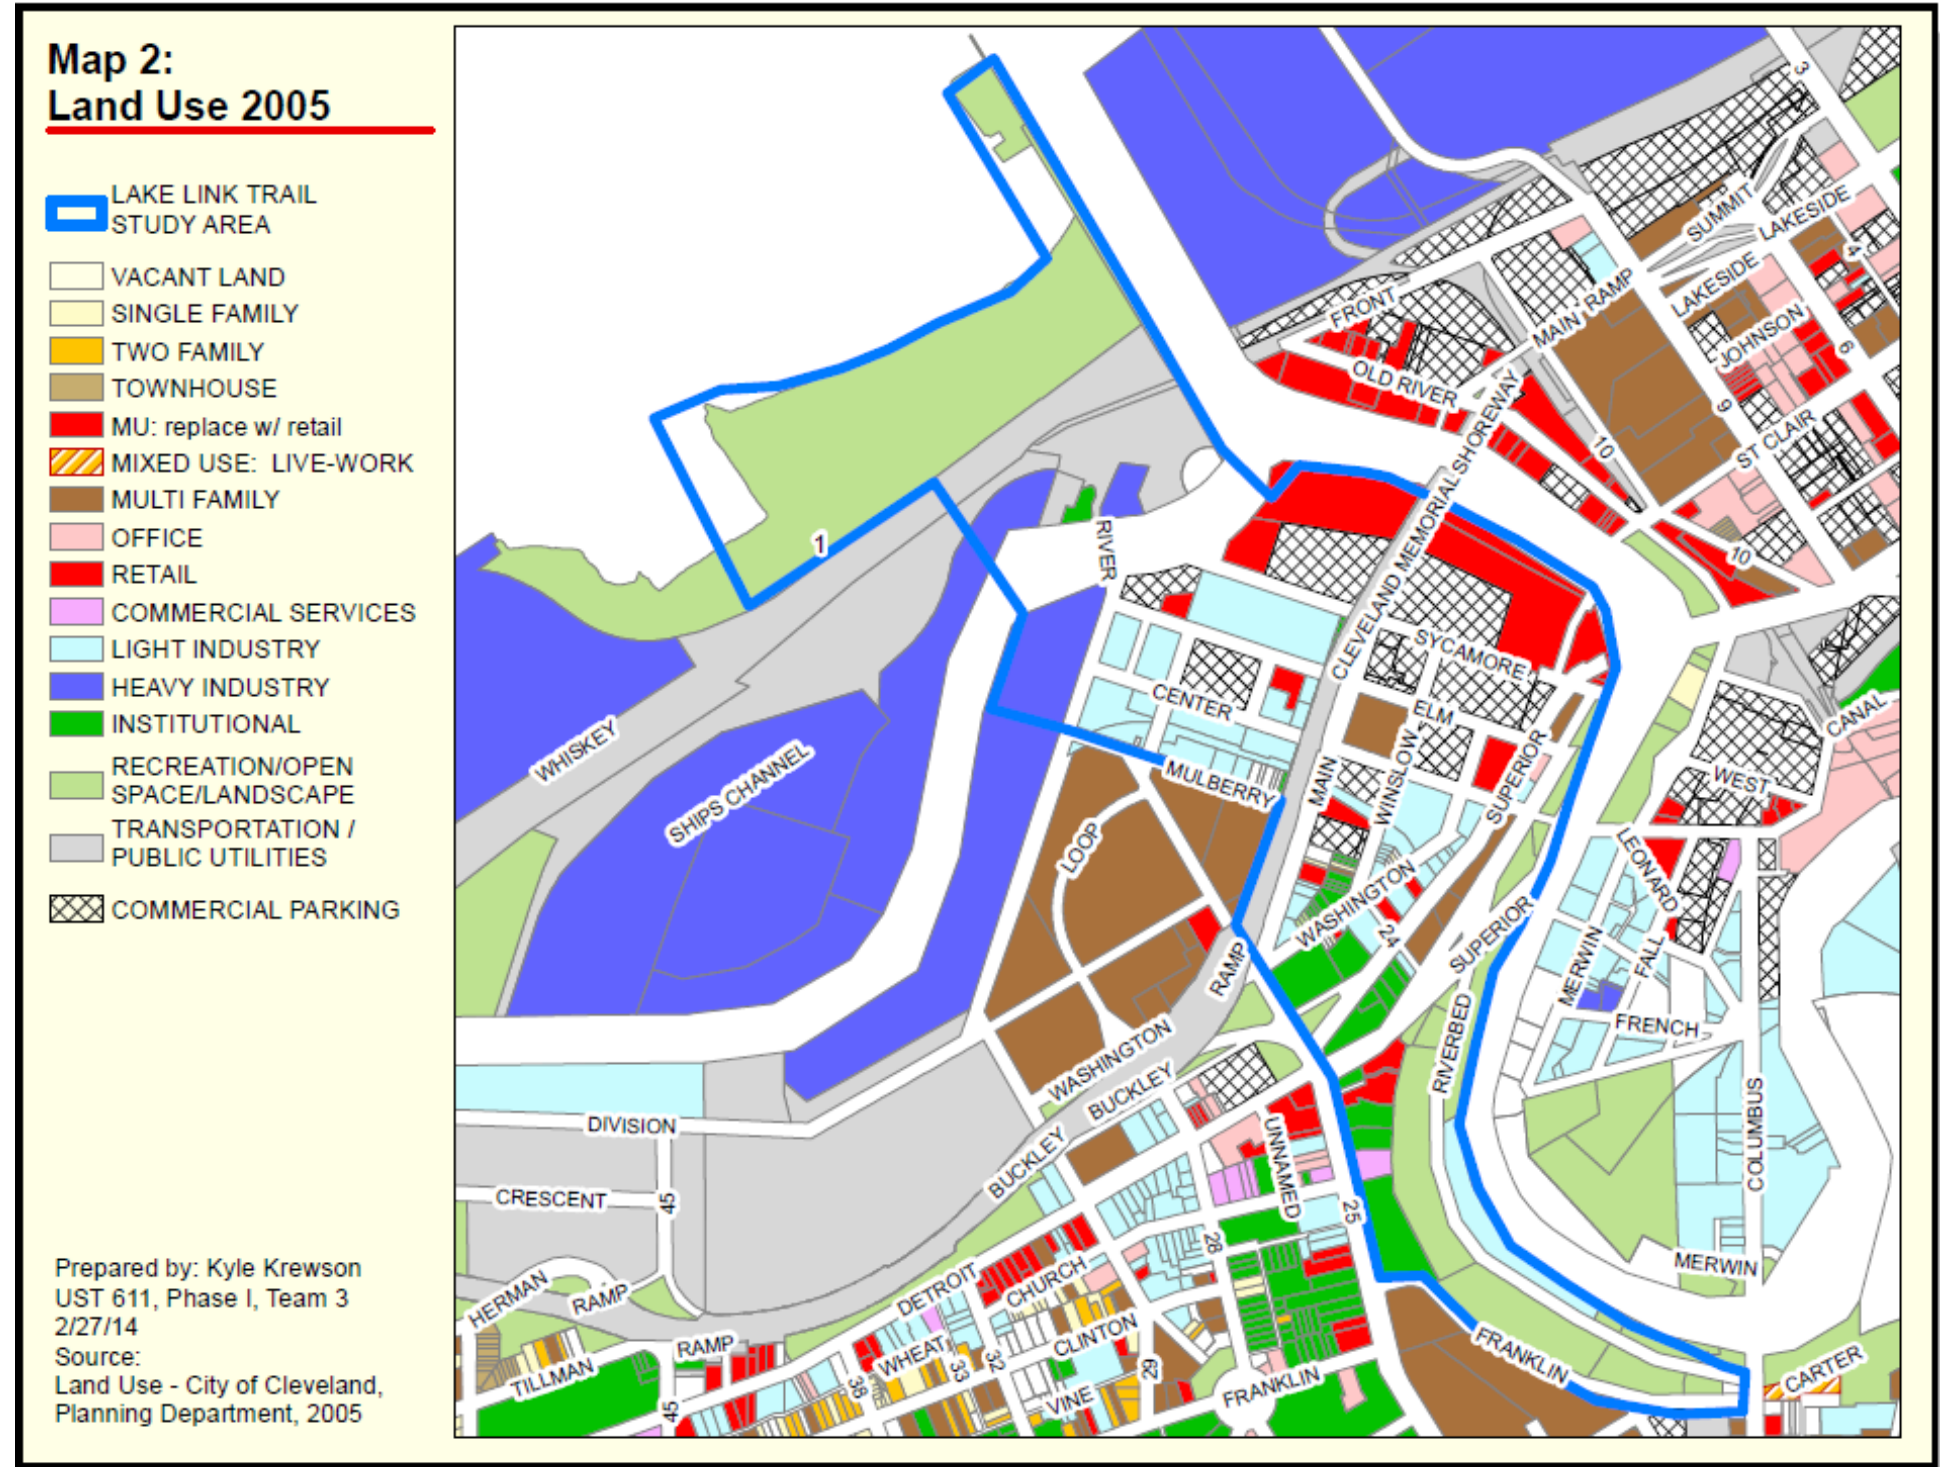 Map 2:
Land Use 2005
LAKE LINK TRAIL
STUDY AREA
VACANT LAND
SINGLE FAMILY
TWO FAMILY
TOWNHOUSE
MU: replace w/ retail
MIXED USE: LIVE-WORK
MULTI FAMILY
OFFICE
RETAIL
COMMERCIAL SERVICES
LIGHT INDUSTRY
HEAVY INDUSTRY
INSTITUTIONAL
RECREATION/OPEN
SPACE/LANDSCAPE
TRANSPORTATION /
PUBLIC UTILITIES
COMMERCIAL PARKING
Prepared by: Kyle Krewson
UST 611, Phase I, Team 3
2/27/14
Source:
Land Use - City of Cleveland,
Planning Department, 2005
3
SUMMIT
LAKESIDE
4
LAKESIDE
MAIN RAMP
FRONT
JOHNSON
6
OLD RIVER
9
ST CLAIR
10
CLEVELAND MEMORIAL SHOREWAY
1
RIVER
10
SYCAMORE
CENTER
ELM
CANAL
WHISKEY
SHIPS CHANNEL
MULBERRY
MAIN
WINSLOW
SUPERIOR
WEST
LOOP
LEONARD
WASHINGTON
24
SUPERIOR
MERWIN
FALL
RAMP
FRENCH
RIVERBED
WASHINGTON
BUCKLEY
DIVISION
BUCKLEY
UNNAMED
COLUMBUS
CRESCENT
45
25
28
MERWIN
HERMAN
RAMP
DETROIT
CHURCH
RAMP
CLINTON
FRANKLIN
CARTER
TILLMAN
WHEAT
38
33
32
29
VINE
FRANKLIN
45